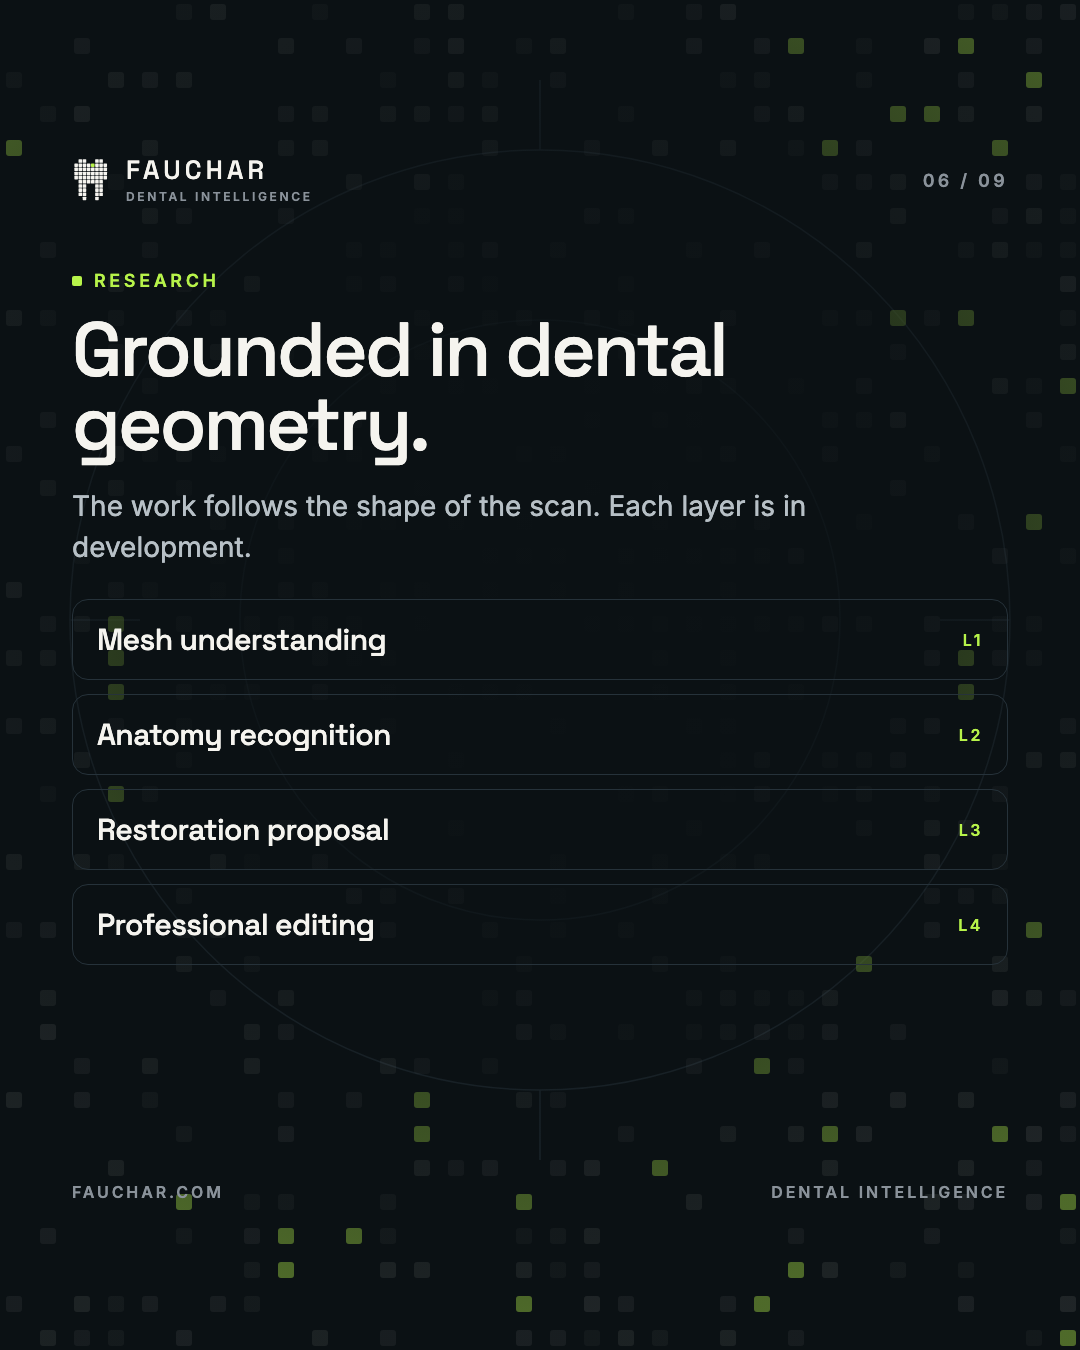 FAUCHAR
DENTAL INTELLIGENCE
06 / 09
RESEARCH
Grounded in dental
geometry.
The work follows the shape of the scan. Each layer is in
development.
Mesh understanding L1
Anatomy recognition L2
Restoration proposal L3
Professional editing L4
FAUCHAR.COM
DENTAL INTELLIGENCE